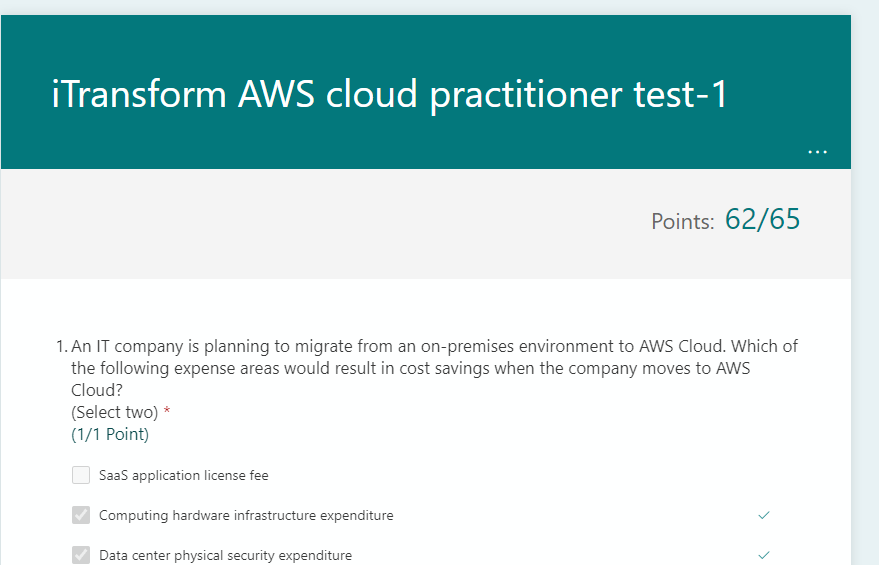 iTransform AWS cloud practitioner test-1
...
Points: 62/65
1. An IT company is planning to migrate from an on-premises environment to AWS Cloud. Which of
the following expense areas would result in cost savings when the company moves to AWS
Cloud?
(Select two) *
(1/1 Point)
SaaS application license fee
Computing hardware infrastructure expenditure
Data center physical security expenditure